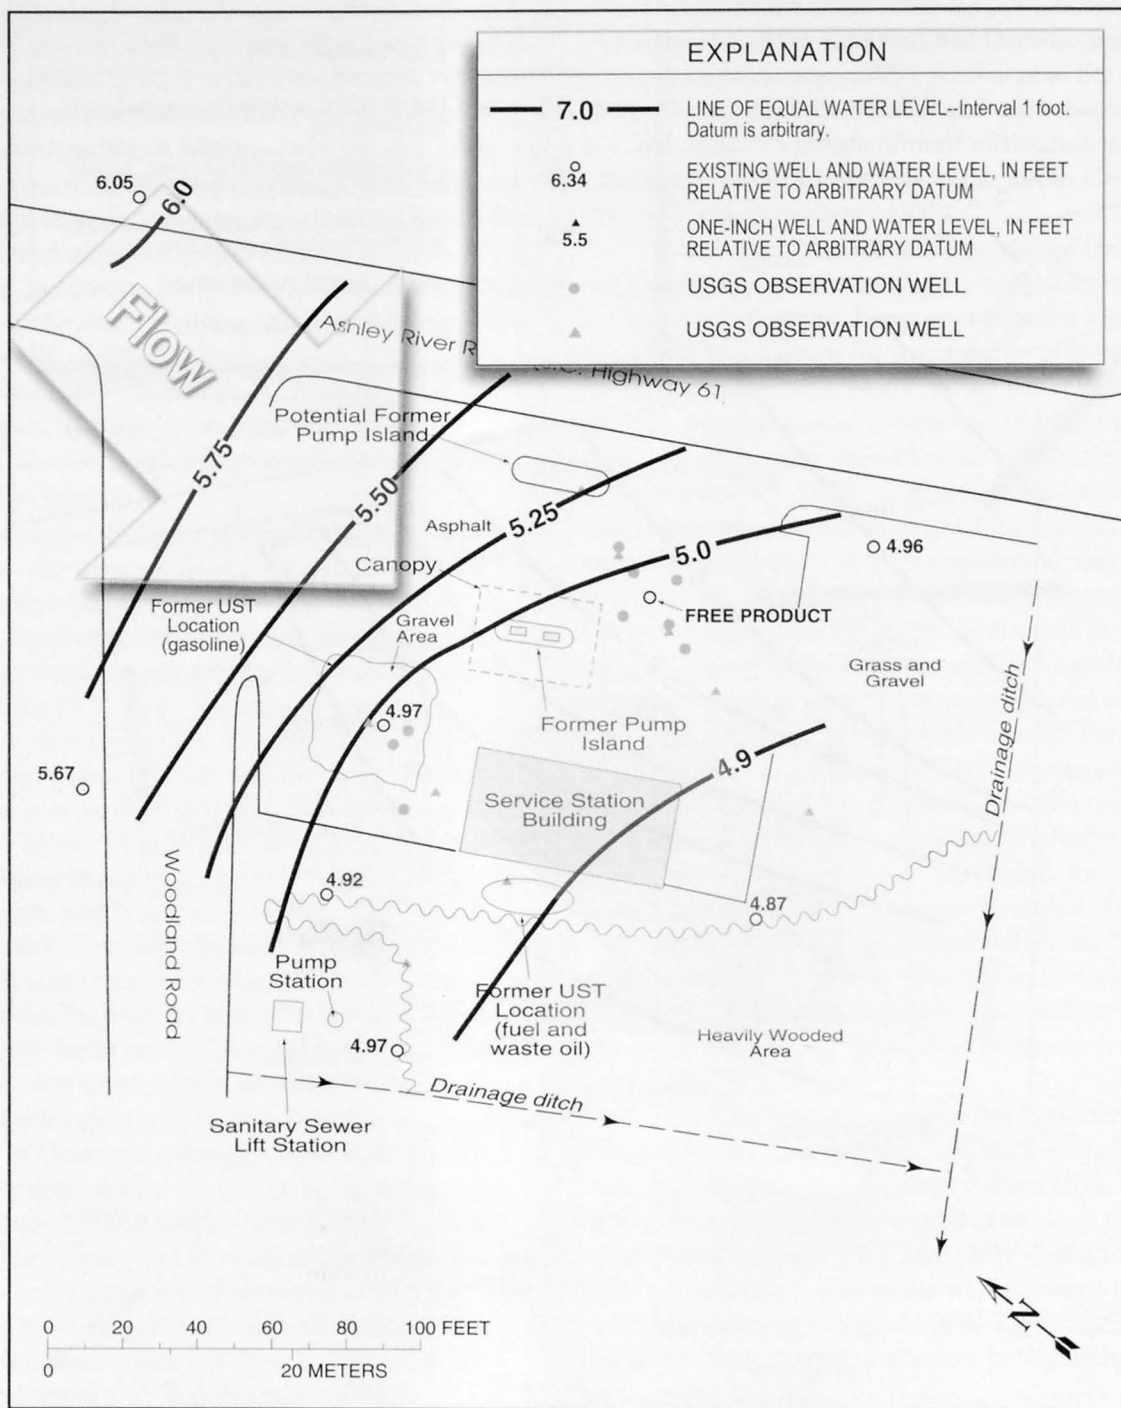 EXPLANATION
7.0 LINE OF EQUAL WATER LEVEL--Interval 1 foot.
Datum is arbitrary.
6.34 EXISTING WELL AND WATER LEVEL, IN FEET
RELATIVE TO ARBITRARY DATUM
5.5 ONE-INCH WELL AND WATER LEVEL, IN FEET
RELATIVE TO ARBITRARY DATUM
USGS OBSERVATION WELL
USGS OBSERVATION WELL
6.05
6.0
Flow
Ashley River R
Highway 61
Potential Former
Pump Island
5.75
5.50
5.25
Asphalt
5.0
4.96
Canopy
Former UST
Location
(gasoline)
Gravel
Area
FREE PRODUCT
Grass and
Gravel
Drainage ditch
4.97
Former Pump
Island
4.9
5.67
Service Station
Building
Woodland Road
4.92
4.87
Pump
Station
Former UST
Location
(fuel and
waste oil)
Heavily Wooded
Area
4.97
Drainage ditch
Sanitary Sewer
Lift Station
N
0 20 40 60 80 100 FEET
0 20 METERS